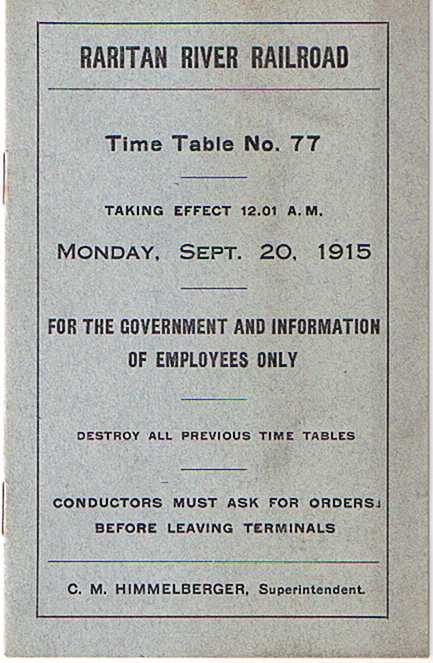 RARITAN RIVER RAILROAD
Time Table No. 77
TAKING EFFECT 12.01 A. M.
MONDAY, SEPT. 20, 1915
FOR THE GOVERNMENT AND INFORMATION
OF EMPLOYEES ONLY
DESTROY ALL PREVIOUS TIME TABLES
CONDUCTORS MUST ASK FOR ORDERS
BEFORE LEAVING TERMINALS
C. M. HIMMELBERGER, Superintendent.